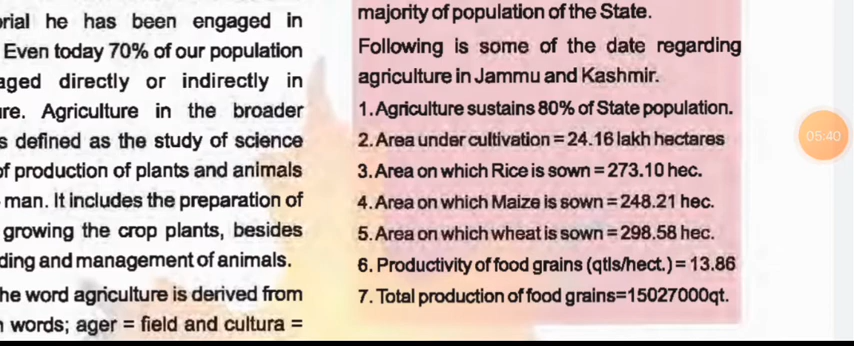 he has been engaged in
Even today 70% of our population
directly or indirectly in
Agriculture in the broader
defined as the study of science
of production of plants and animals
man. It includes the preparation of
growing the crop plants, besides
and management of animals.
word agriculture is derived from
words; ager = field and cultura =
majority of population of the State.
Following is some of the date regarding
agriculture in Jammu and Kashmir.
1. Agriculture sustains 80% of State population.
2. Area under cultivation = 24.16 lakh hectares
3. Area on which Rice is sown = 273.10 hec.
4. Area on which Maize is sown = 248.21 hec.
5. Area on which wheat is sown = 298.58 hec.
6. Productivity of food grains (qtls/hect.) = 13.86
7. Total production of food grains=15027000qt.
05:40